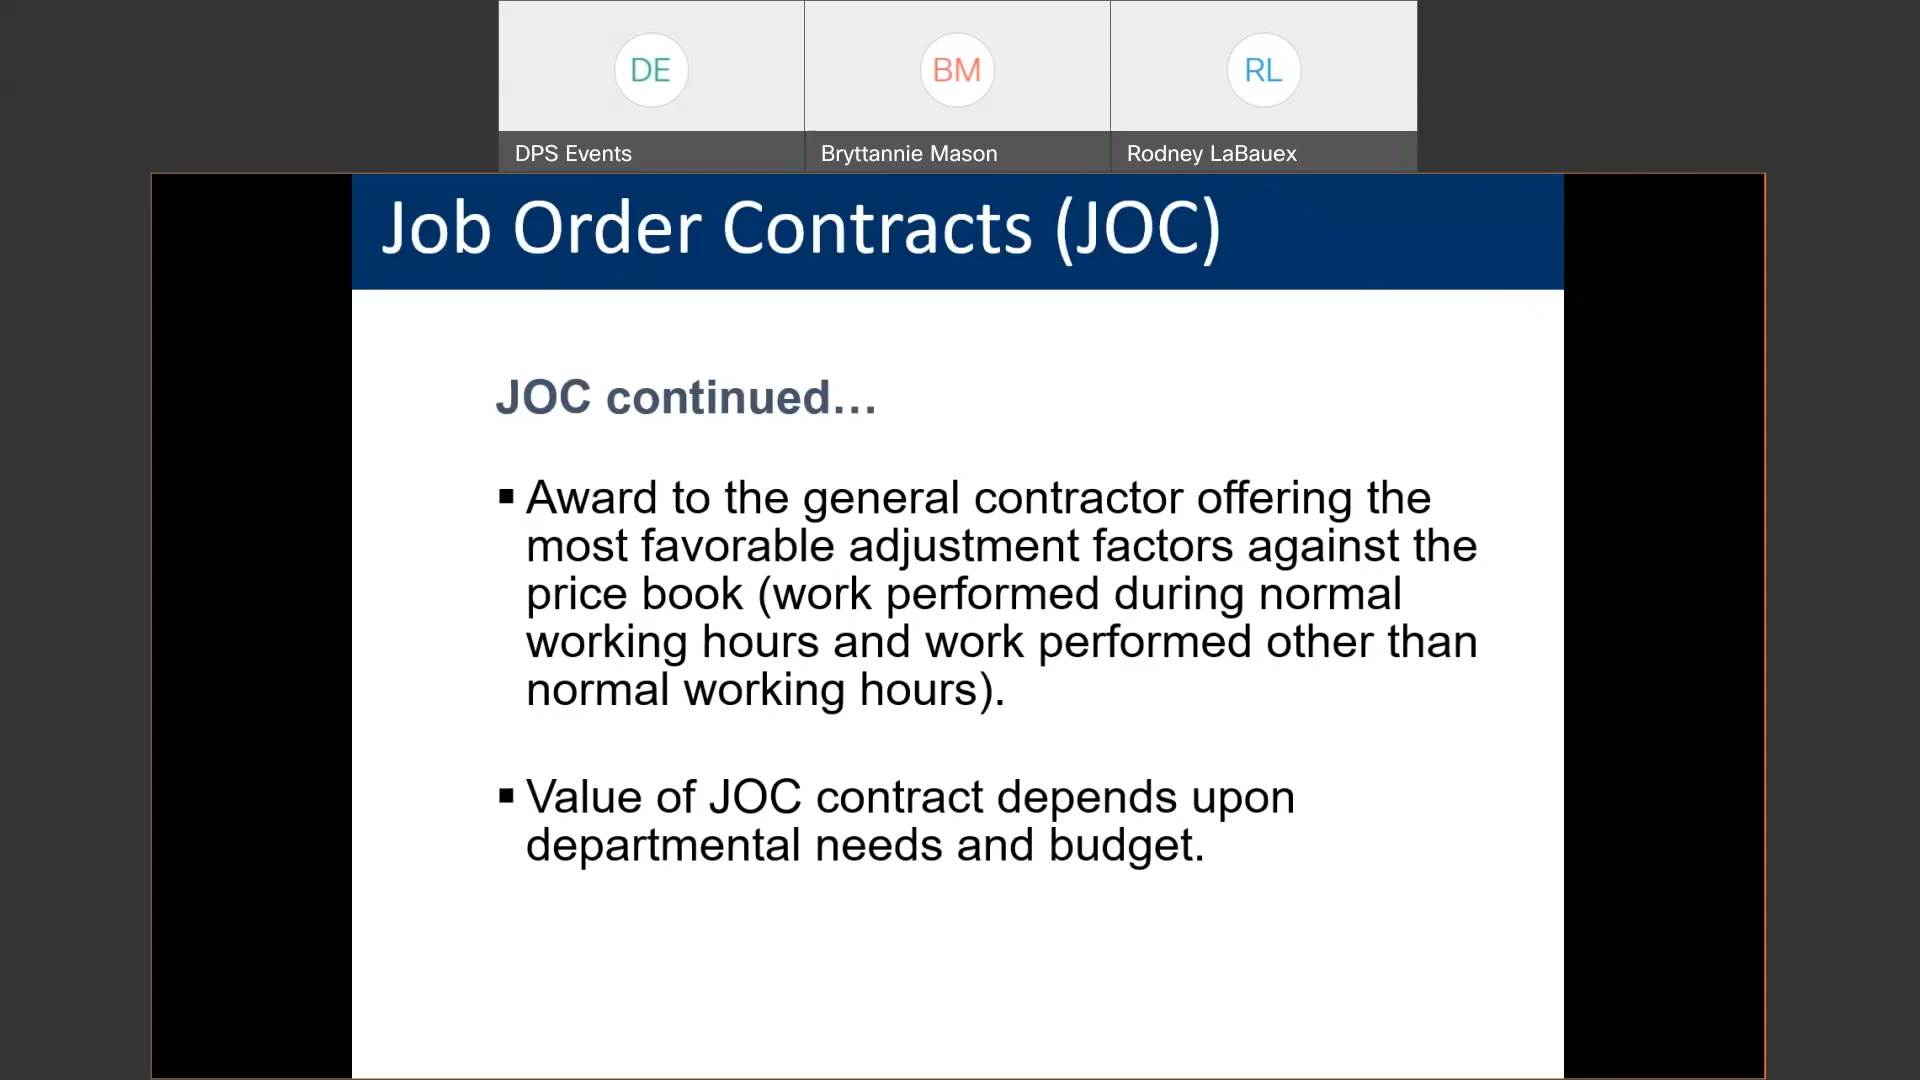 DE
BM
RL
DPS Events
Bryttannie Mason
Rodney LaBauex
Job Order Contracts (JOC)
JOC continued…
▪ Award to the general contractor offering the
most favorable adjustment factors against the
price book (work performed during normal
working hours and work performed other than
normal working hours).
▪ Value of JOC contract depends upon
departmental needs and budget.